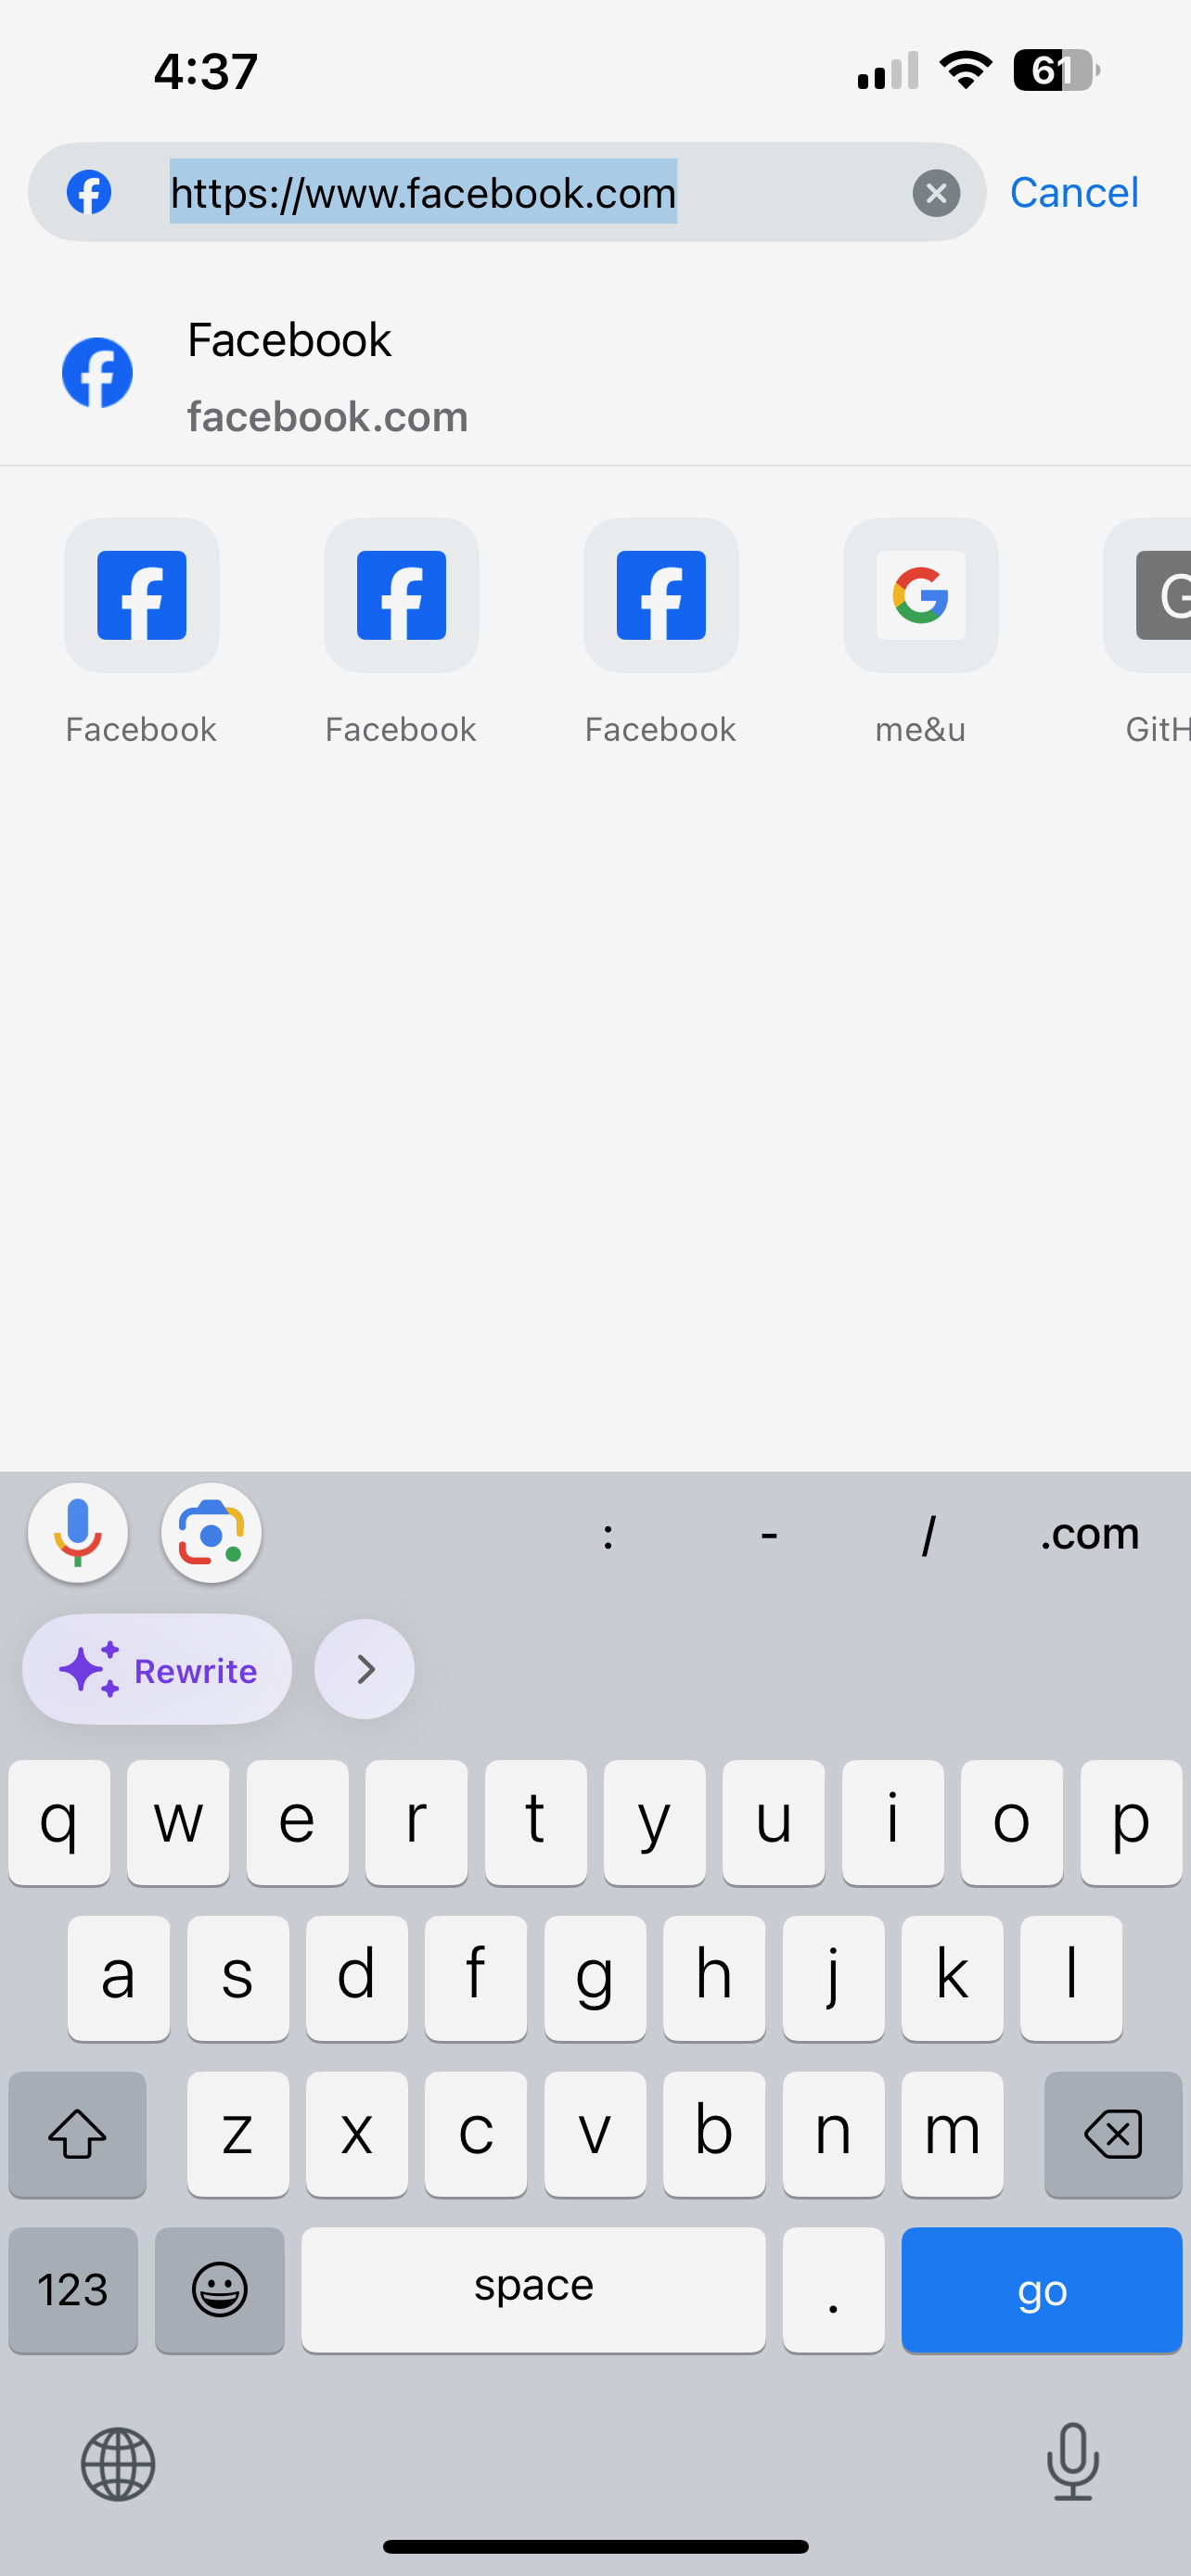 4:37
61
https://www.facebook.com
Cancel
Facebook
facebook.com
Facebook
Facebook
Facebook
me&u
GitH
: - / .com
Rewrite
q w e r t y u i o p
a s d f g h j k l
z x c v b n m
123 space . go